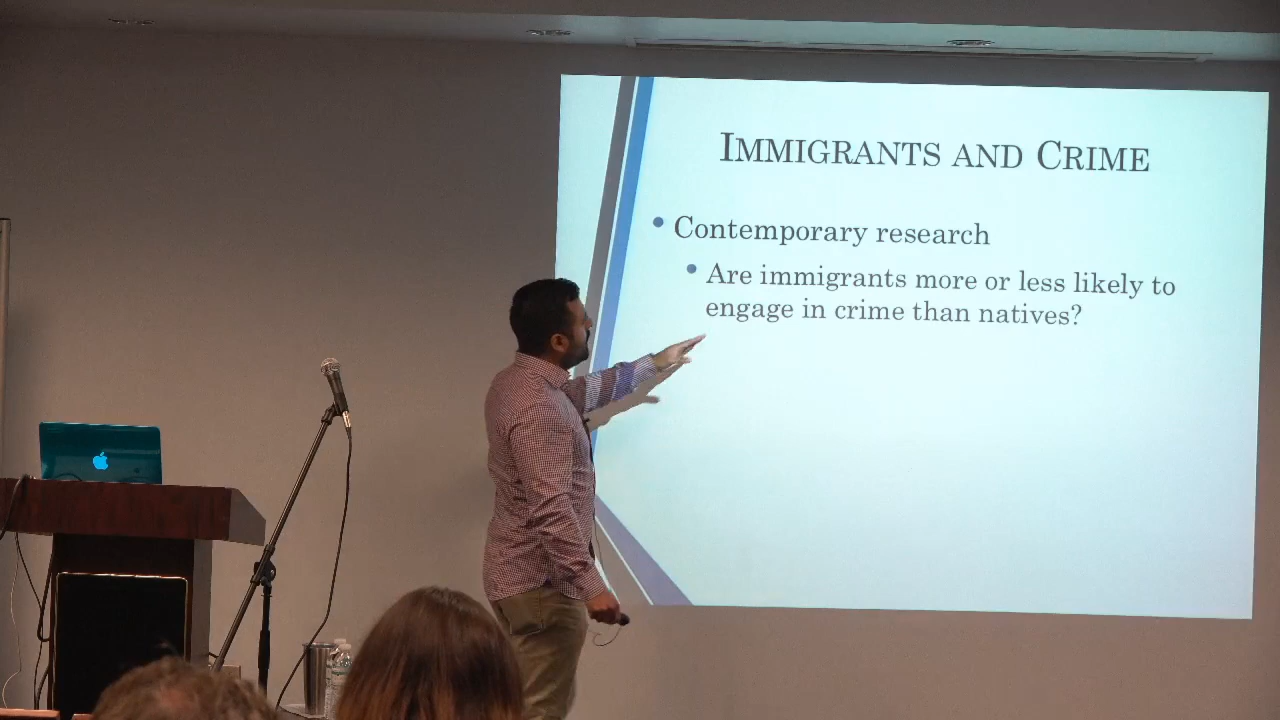 IMMIGRANTS AND CRIME
Contemporary research
Are immigrants more or less likely to
engage in crime than natives?